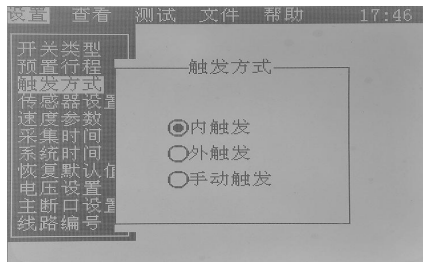 设置 查看 测试 文件 帮助 17:46
开关类型
预置行程
触发方式
传感器设置
速度参数
采集时间
系统时间
恢复默认值
电压设置
主断口设置
线路编号
触发方式
内触发
外触发
手动触发